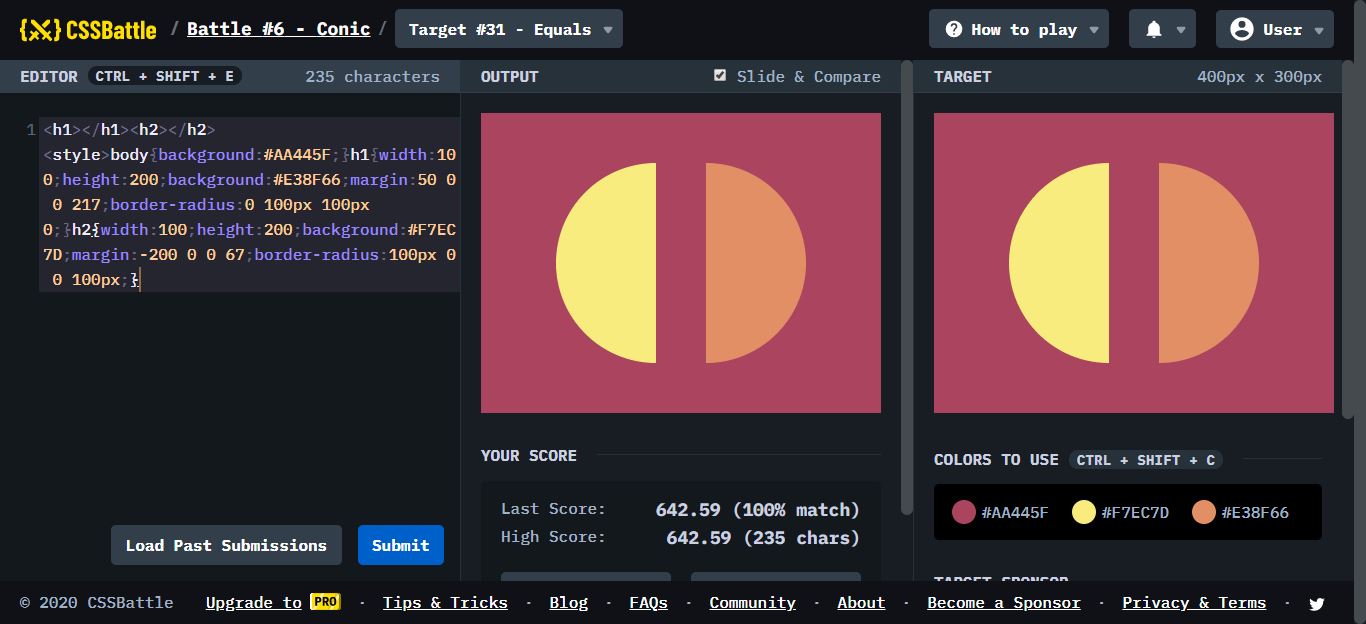 {X} CSSBattle / Battle #6 - Conic / Target #31 - Equals How to play User
EDITOR CTRL + SHIFT + E 235 characters OUTPUT Slide & Compare TARGET 400px x 300px
1 <h1></h1><h2></h2>
<style>body{background:#AA445F;}h1{width:10
0;height:200;background:#E38F66;margin:50 0
0 217;border-radius:0 100px 100px
0;}h2{width:100;height:200;background:#F7EC
7D;margin:-200 0 0 67;border-radius:100px 0
0 100px;}
YOUR SCORE COLORS TO USE CTRL + SHIFT + C
Last Score: 642.59 (100% match)
High Score: 642.59 (235 chars)
#AA445F #F7EC7D #E38F66
Load Past Submissions Submit
TARGET SPONSOR
© 2020 CSSBattle Upgrade to PRO · Tips & Tricks · Blog · FAQs · Community · About · Become a Sponsor · Privacy & Terms ·